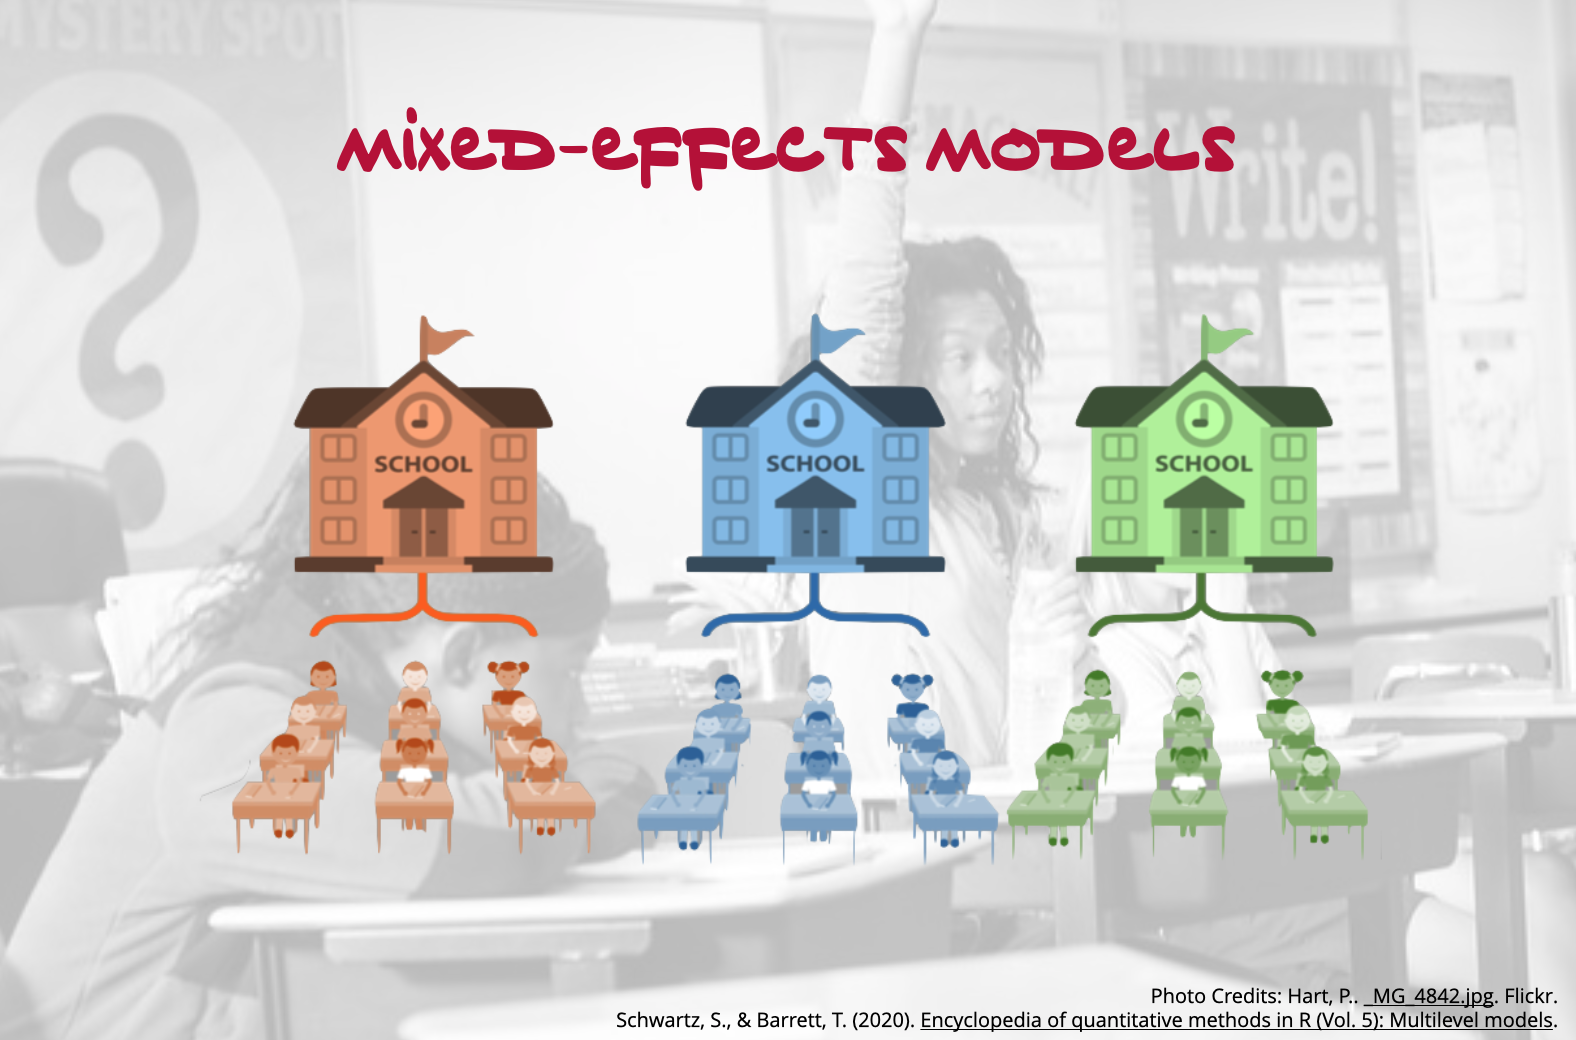 MYSTERY SPOT
Mixed-effects Models
Write!
SCHOOL
SCHOOL
SCHOOL
Photo Credits: Hart, P.. _MG_4842.jpg. Flickr.
Schwartz, S., & Barrett, T. (2020). Encyclopedia of quantitative methods in R (Vol. 5): Multilevel models.